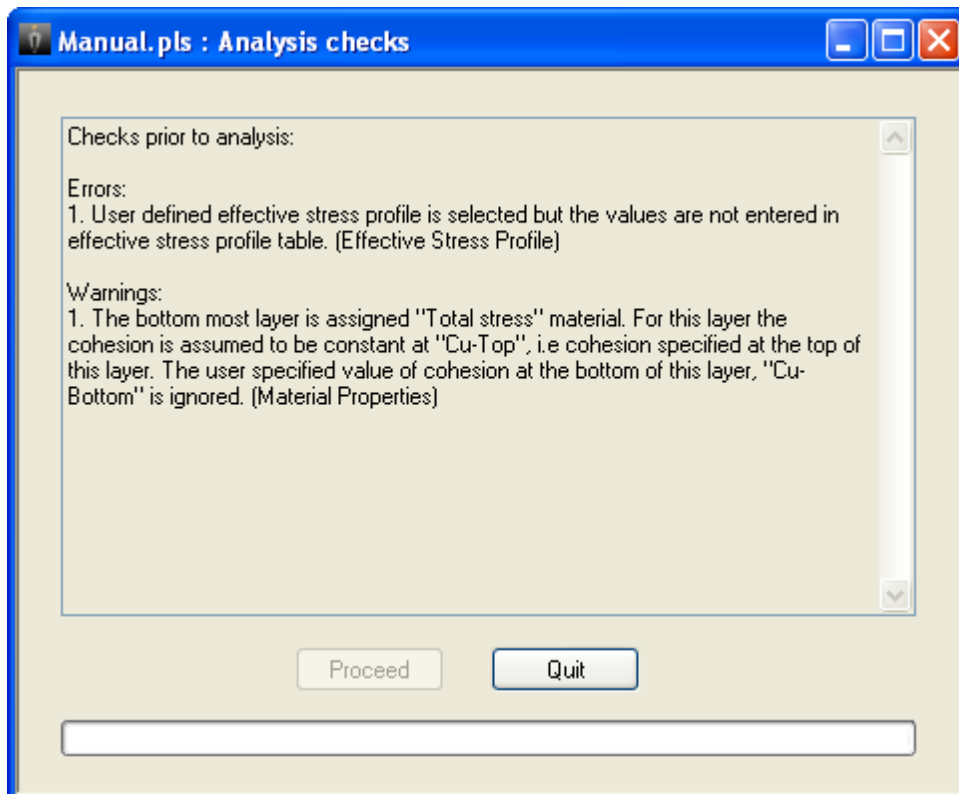 Manual.pls : Analysis checks
Checks prior to analysis:
Errors:
1. User defined effective stress profile is selected but the values are not entered in
effective stress profile table. (Effective Stress Profile)
Warnings:
1. The bottom most layer is assigned "Total stress" material. For this layer the
cohesion is assumed to be constant at "Cu-Top", i.e cohesion specified at the top of
this layer. The user specified value of cohesion at the bottom of this layer, "Cu-
Bottom" is ignored. (Material Properties)
Proceed
Quit